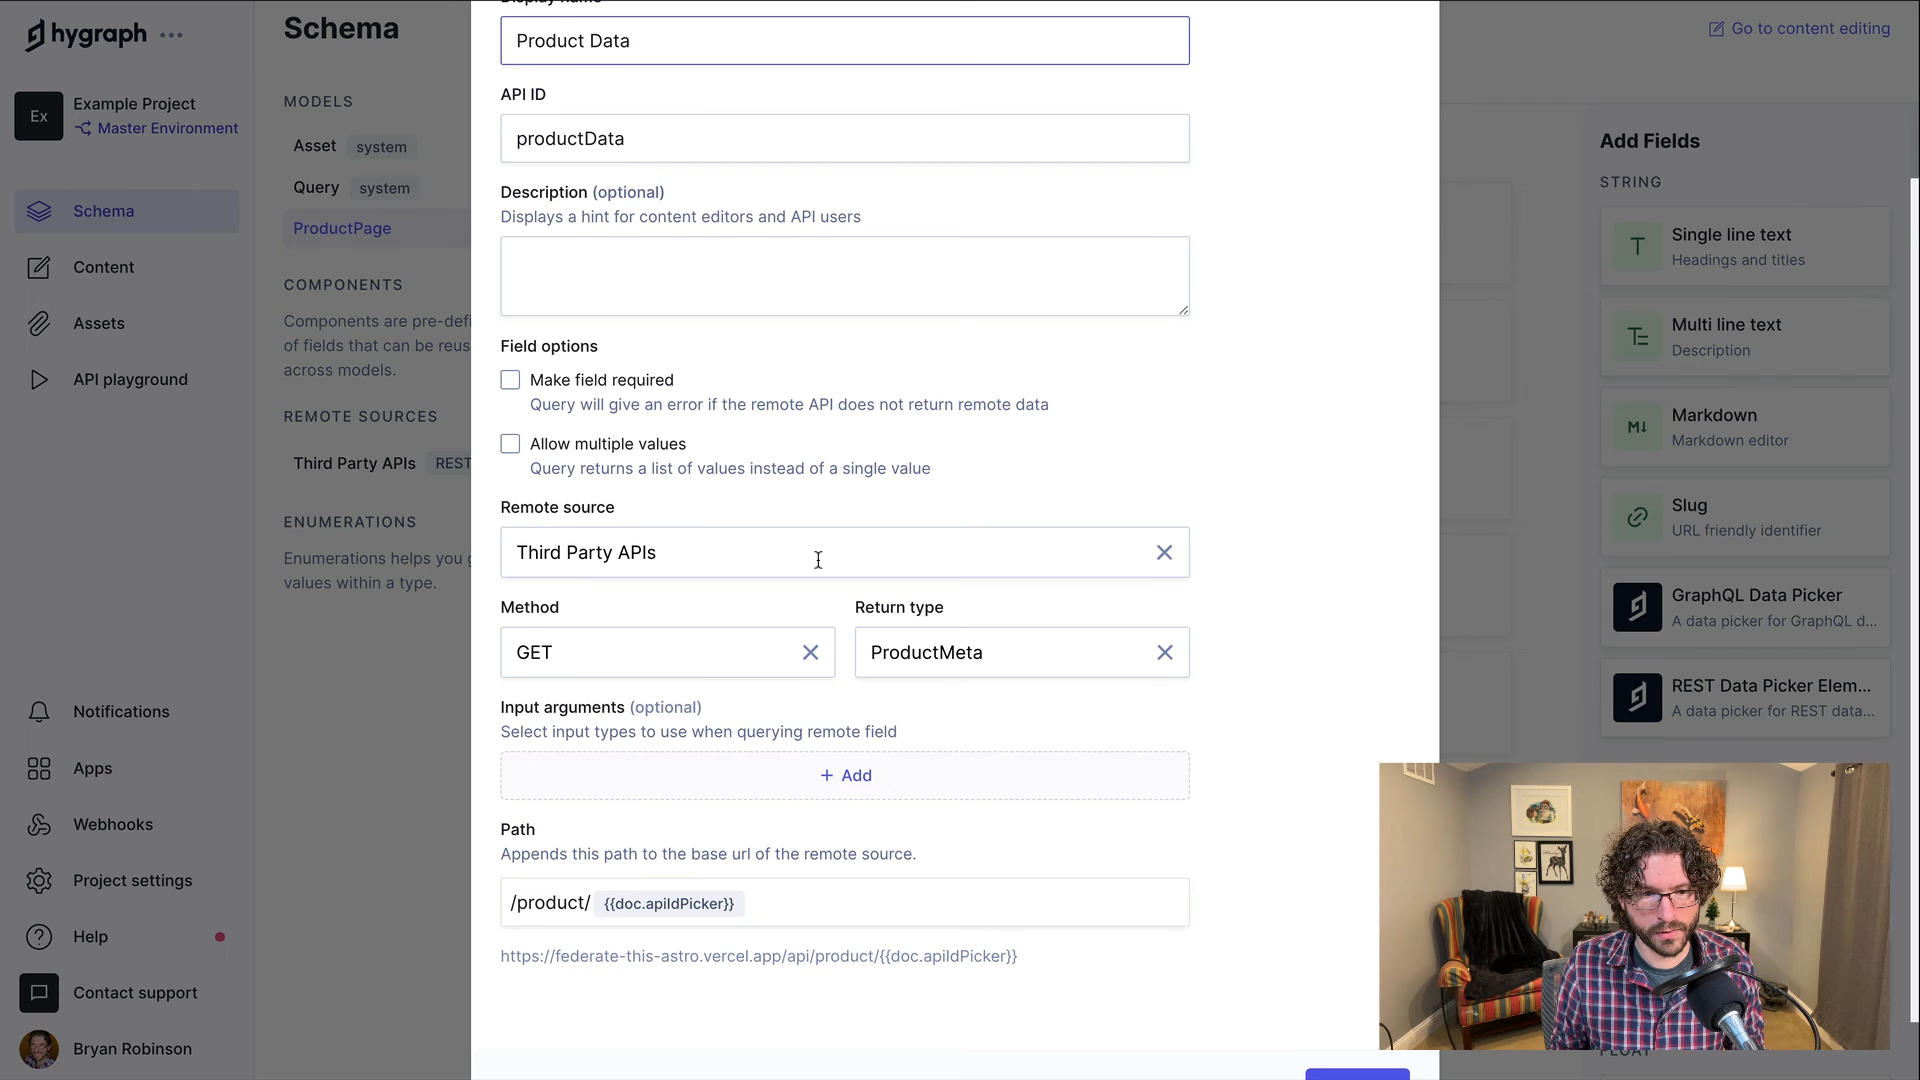 hygraph
Ex
Example Project
Master Environment
Schema
Content
Assets
API playground
Notifications
Apps
Webhooks
Project settings
Help
Contact support
Bryan Robinson
Schema
MODELS
Asset system
Query system
ProductPage
COMPONENTS
Components are pre-defi
of fields that can be reus
across models.
REMOTE SOURCES
Third Party APIs REST
ENUMERATIONS
Enumerations helps you
values within a type.
Display name
Product Data
API ID
productData
Description (optional)
Displays a hint for content editors and API users
Field options
Make field required
Query will give an error if the remote API does not return remote data
Allow multiple values
Query returns a list of values instead of a single value
Remote source
Third Party APIs
Method
GET
Return type
ProductMeta
Input arguments (optional)
Select input types to use when querying remote field
+ Add
Path
Appends this path to the base url of the remote source.
/product/ {{doc.apiIdPicker}}
https://federate-this-astro.vercel.app/api/product/{{doc.apiIdPicker}}
Go to content editing
Add Fields
STRING
T
Single line text
Headings and titles
Multi line text
Description
M↓
Markdown
Markdown editor
Slug
URL friendly identifier
GraphQL Data Picker
A data picker for GraphQL d...
REST Data Picker Elem...
A data picker for REST data...
FLOAT